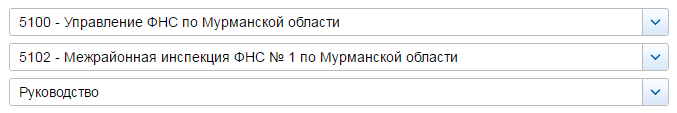 5100 - Управление ФНС по Мурманской области
5102 - Межрайонная инспекция ФНС № 1 по Мурманской области
Руководство